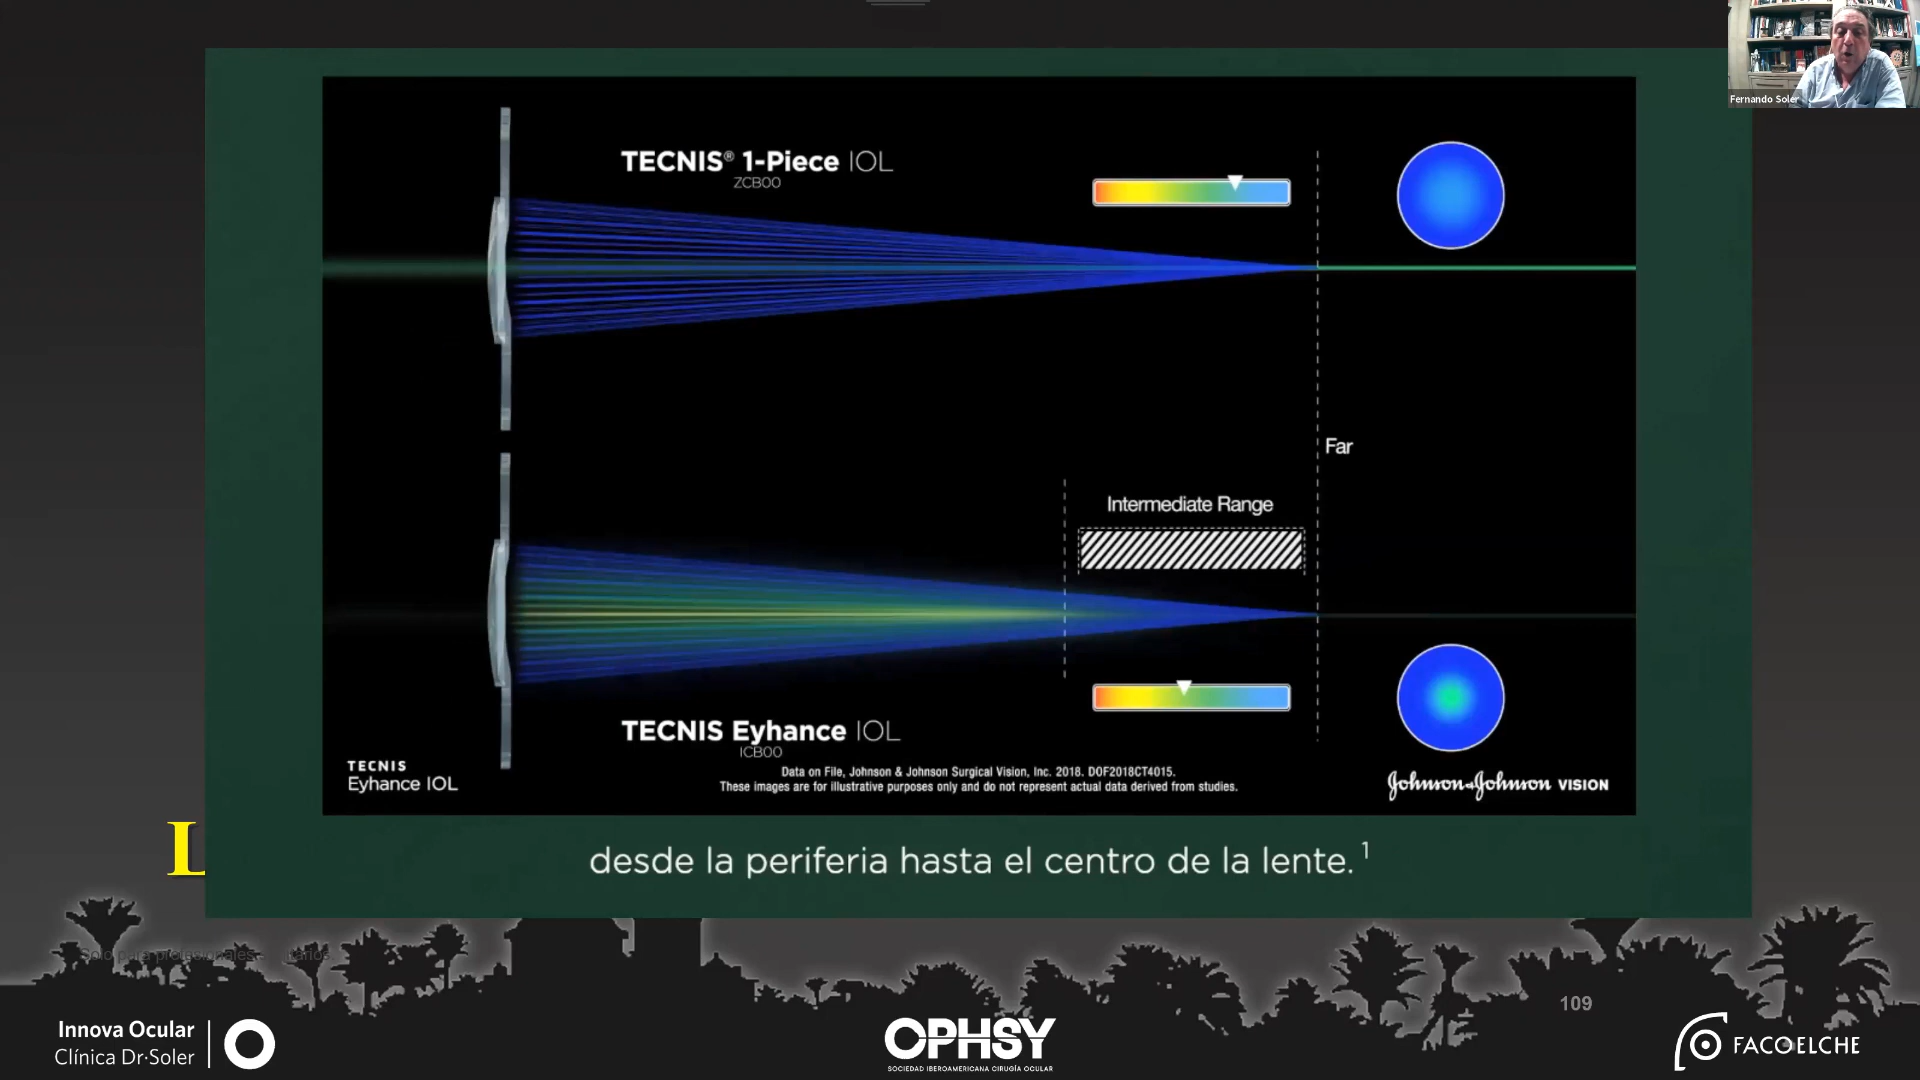 Fernando Soler
TECNIS® 1-Piece IOL
ZCB00
Far
Intermediate Range
TECNIS Eyhance IOL
ICB00
TECNIS
Eyhance IOL
Data on File, Johnson & Johnson Surgical Vision, Inc. 2018. DOF2018CT4015.
These images are for illustrative purposes only and do not represent actual data derived from studies.
Johnson & Johnson VISION
L
desde la periferia hasta el centro de la lente.¹
Solo para profesionales
109
Innova Ocular
Clínica Dr·Soler
OPHSY
SOCIEDAD IBEROAMERICANA CIRUGÍA OCULAR
FACOELCHE